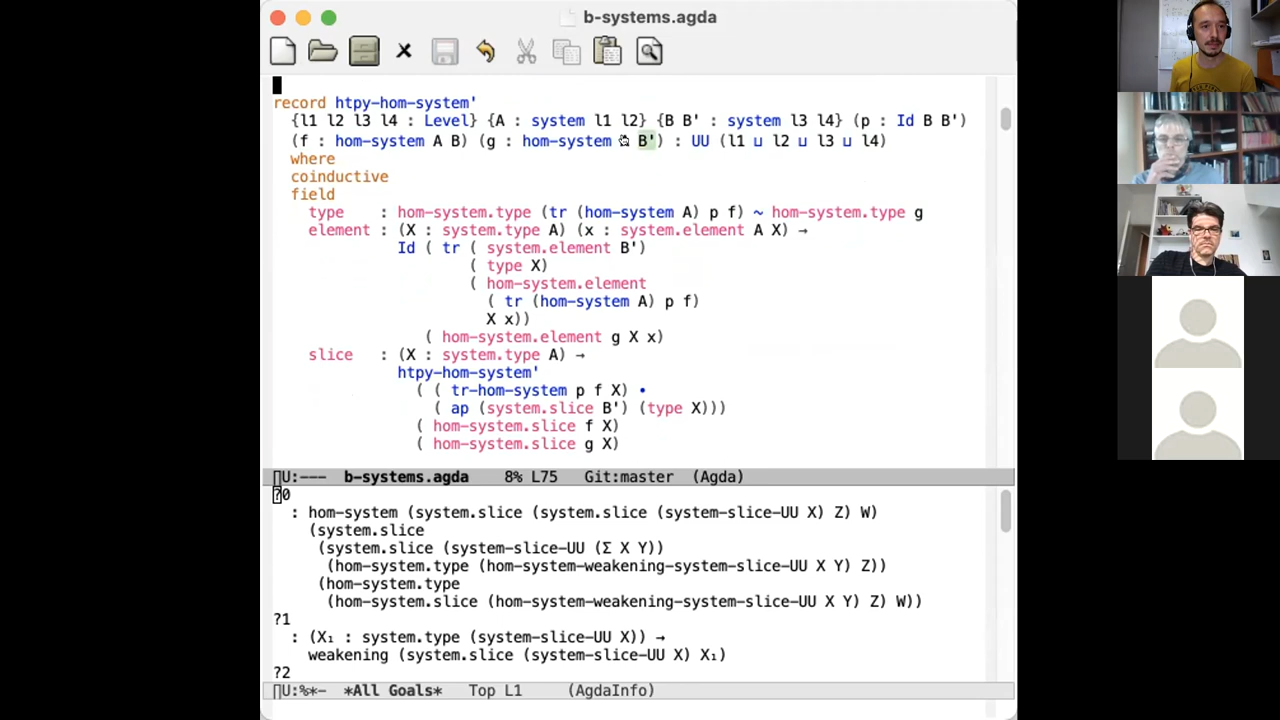 b-systems.agda
record htpy-hom-system'
{l1 l2 l3 l4 : Level} {A : system l1 l2} {B B' : system l3 l4} (p : Id B B')
(f : hom-system A B) (g : hom-system B') : UU (l1 ⊔ l2 ⊔ l3 ⊔ l4)
where
coinductive
field
type : hom-system.type (tr (hom-system A) p f) ~ hom-system.type g
element : (X : system.type A) (x : system.element A X) →
Id ( tr ( system.element B')
( type X)
( hom-system.element
( tr (hom-system A) p f)
X x))
( hom-system.element g X x)
slice : (X : system.type A) →
htpy-hom-system'
( ( tr-hom-system p f X) •
( ap (system.slice B') (type X)))
( hom-system.slice f X)
( hom-system.slice g X)
U:--- b-systems.agda 8% L75 Git:master (Agda)
?0
: hom-system (system.slice (system.slice (system-slice-UU X) Z) W)
(system.slice
(system.slice (system-slice-UU (Σ X Y))
(hom-system.type (hom-system-weakening-system-slice-UU X Y) Z))
(hom-system.type
(hom-system.slice (hom-system-weakening-system-slice-UU X Y) Z) W))
?1
: (X₁ : system.type (system-slice-UU X)) →
weakening (system.slice (system-slice-UU X) X₁)
?2
U:%*- *All Goals* Top L1 (AgdaInfo)